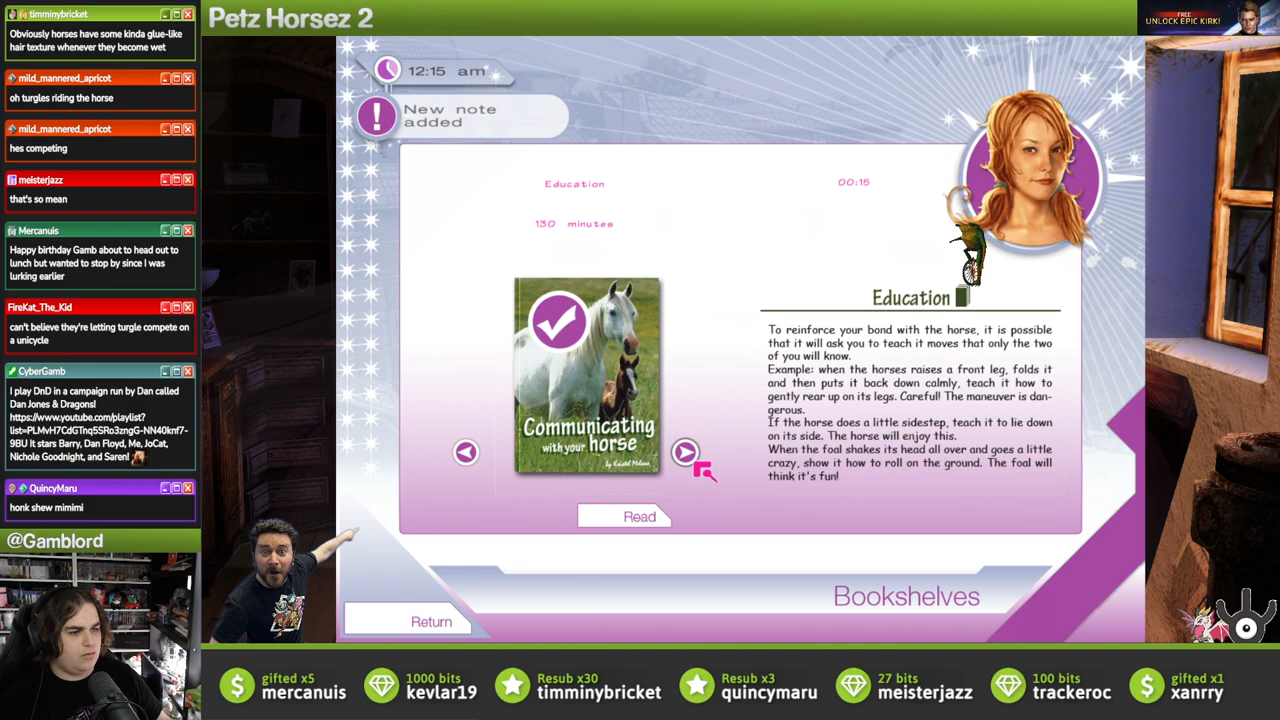 timminybricket
Obviously horses have some kinda glue-like
hair texture whenever they become wet
mild_mannered_apricot
oh turgles riding the horse
mild_mannered_apricot
hes competing
meisterjazz
that's so mean
Mercanuis
Happy birthday Gamb about to head out to
lunch but wanted to stop by since I was
lurking earlier
FireKat_The_Kid
can't believe they're letting turgle compete on
a unicycle
CyberGamb
I play DnD in a campaign run by Dan called
Dan Jones & Dragons!
https://www.youtube.com/playlist?
list=PLMvH7CdGTnq5SRo3zngG-NN40knf7-
9BU It stars Barry, Dan Floyd, Me, JoCat,
Nichole Goodnight, and Saren!
QuincyMaru
honk shew mimimi
@Gamblord
Petz Horsez 2
FREE
UNLOCK EPIC KIRK!
12:15 am
New note
added
Education
00:15
130 minutes
Communicating
with your horse
by Kristel Melana
Read
Education
To reinforce your bond with the horse, it is possible
that it will ask you to teach it moves that only the two
of you will know.
Example: when the horses raises a front leg, folds it
and then puts it back down calmly, teach it how to
gently rear up on its legs. Careful! The maneuver is dan-
gerous.
If the horse does a little sidestep, teach it to lie down
on its side. The horse will enjoy this.
When the foal shakes its head all over and goes a little
crazy, show it how to roll on the ground. The foal will
think it's fun!
Bookshelves
Return
gifted x5
mercanuis
1000 bits
kevlar19
Resub x30
timminybricket
Resub x3
quincymaru
27 bits
meisterjazz
100 bits
trackeroc
gifted x1
xanrry